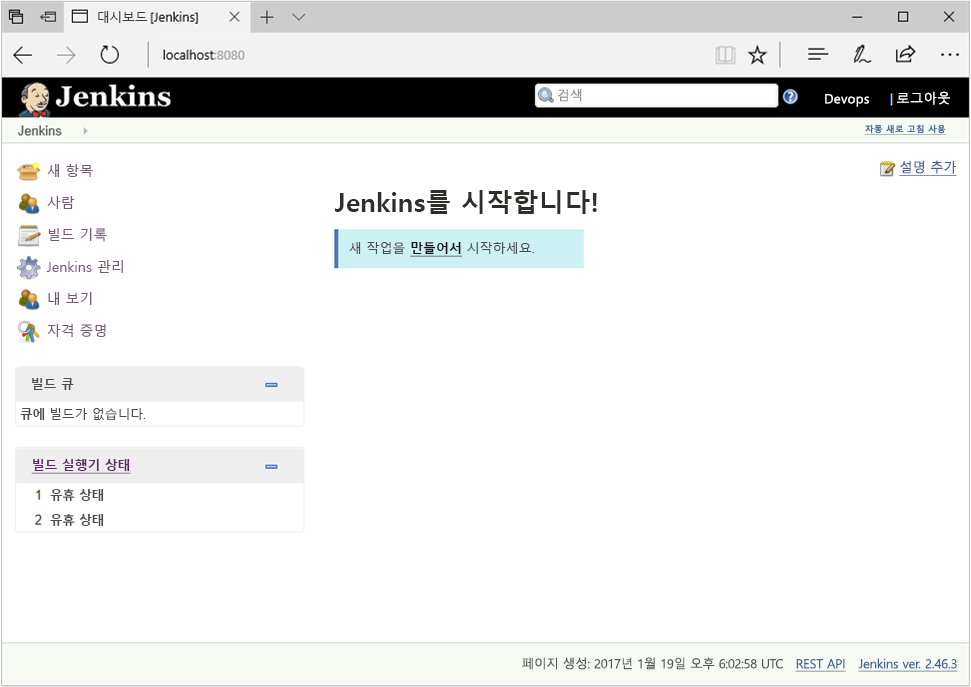 대시보드 [Jenkins]
localhost:8080
Jenkins
검색
Devops | 로그아웃
Jenkins
자동 새로 고침 사용
새 항목
설명 추가
사람
빌드 기록
Jenkins 관리
내 보기
자격 증명
Jenkins를 시작합니다!
새 작업을 만들어서 시작하세요.
빌드 큐
큐에 빌드가 없습니다.
빌드 실행기 상태
1 유휴 상태
2 유휴 상태
페이지 생성: 2017년 1월 19일 오후 6:02:58 UTC REST API Jenkins ver. 2.46.3